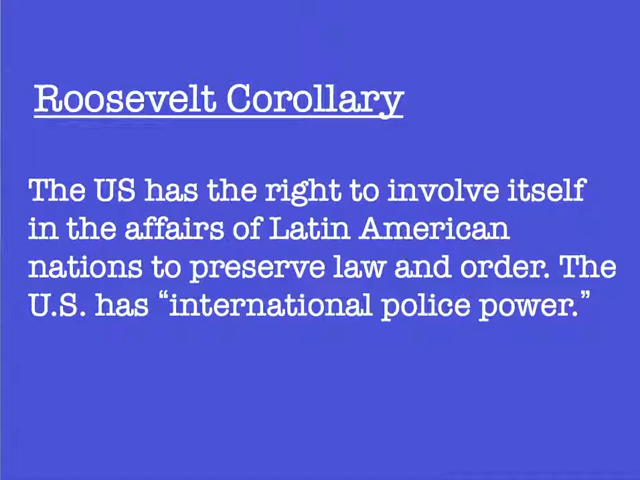 Roosevelt Corollary
The US has the right to involve itself
in the affairs of Latin American
nations to preserve law and order. The
U.S. has “international police power.”